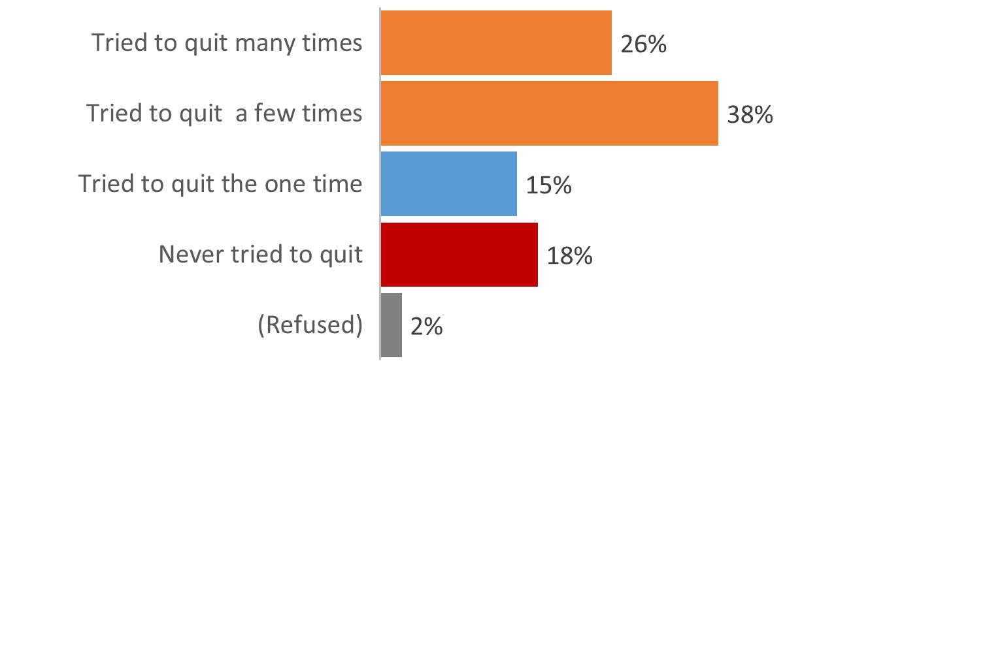 Tried to quit many times 26%
Tried to quit  a few times 38%
Tried to quit the one time 15%
Never tried to quit 18%
(Refused) 2%